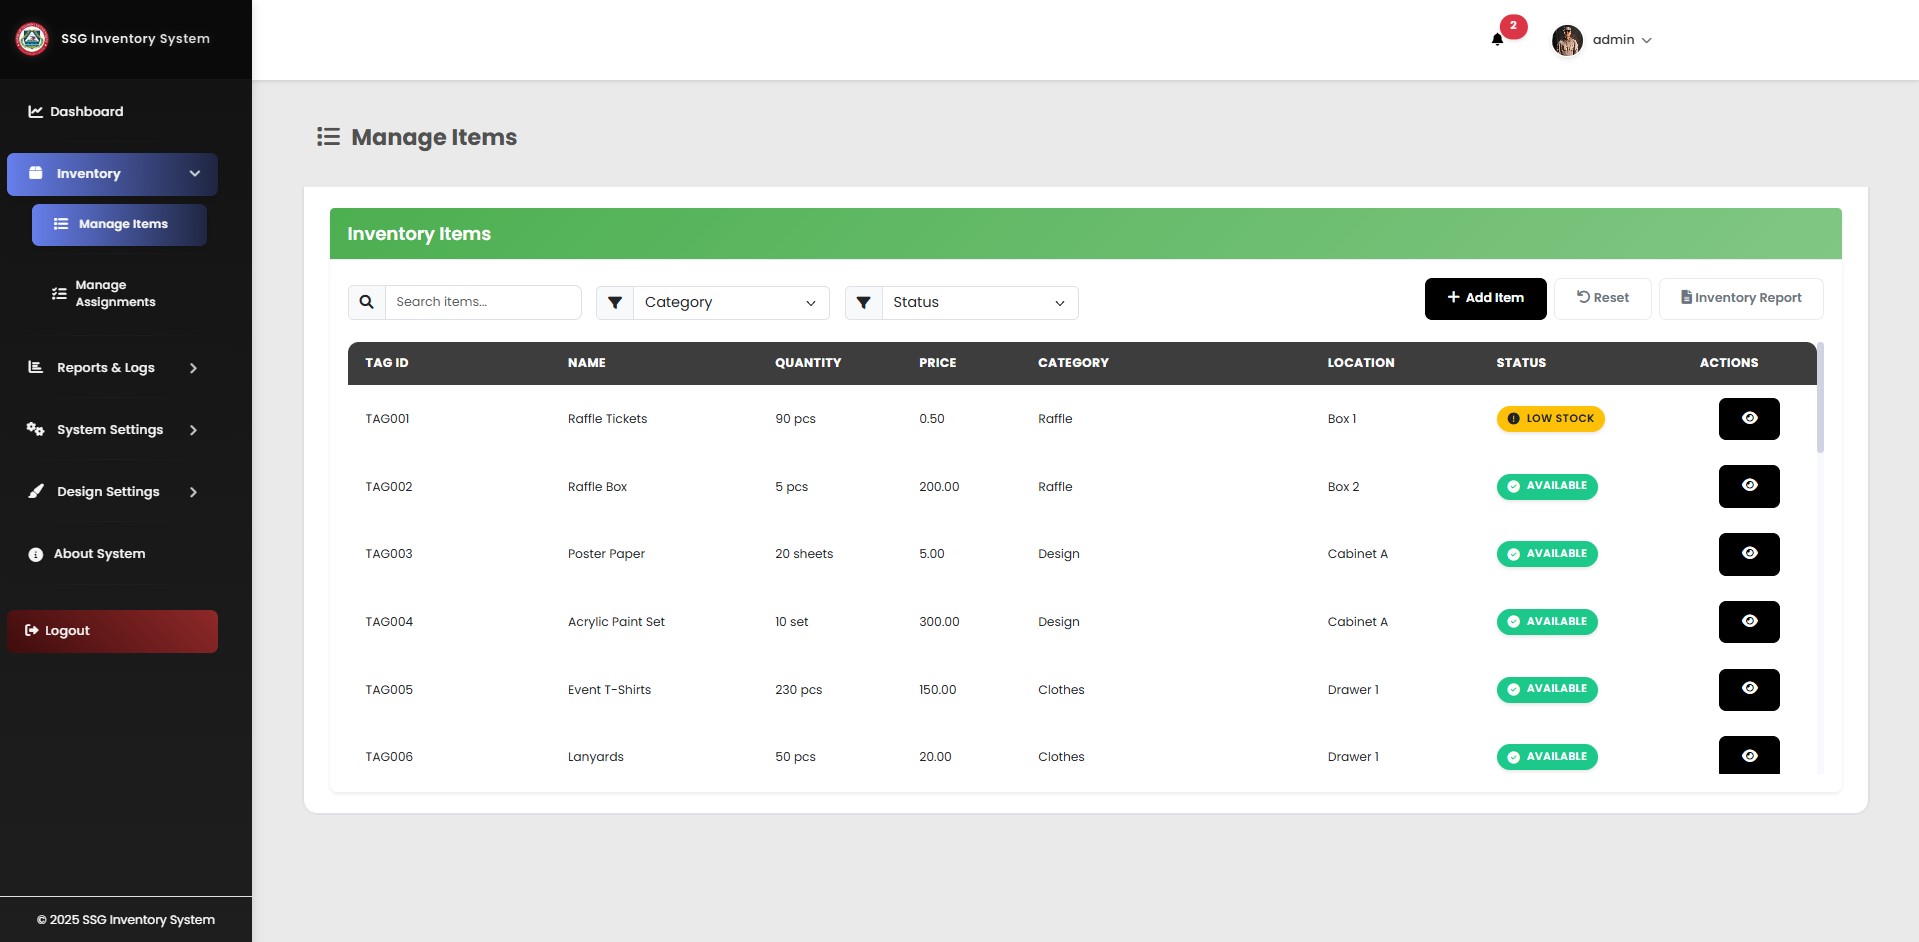 SSG Inventory System
2
admin
Dashboard
Inventory
Manage Items
Manage
Assignments
Reports & Logs
System Settings
Design Settings
About System
Logout
© 2025 SSG Inventory System
Manage Items
Inventory Items
Search items...
Category
Status
Add Item
Reset
Inventory Report
TAG ID NAME QUANTITY PRICE CATEGORY LOCATION STATUS ACTIONS
TAG001 Raffle Tickets 90 pcs 0.50 Raffle Box 1 LOW STOCK
TAG002 Raffle Box 5 pcs 200.00 Raffle Box 2 AVAILABLE
TAG003 Poster Paper 20 sheets 5.00 Design Cabinet A AVAILABLE
TAG004 Acrylic Paint Set 10 set 300.00 Design Cabinet A AVAILABLE
TAG005 Event T-Shirts 230 pcs 150.00 Clothes Drawer 1 AVAILABLE
TAG006 Lanyards 50 pcs 20.00 Clothes Drawer 1 AVAILABLE